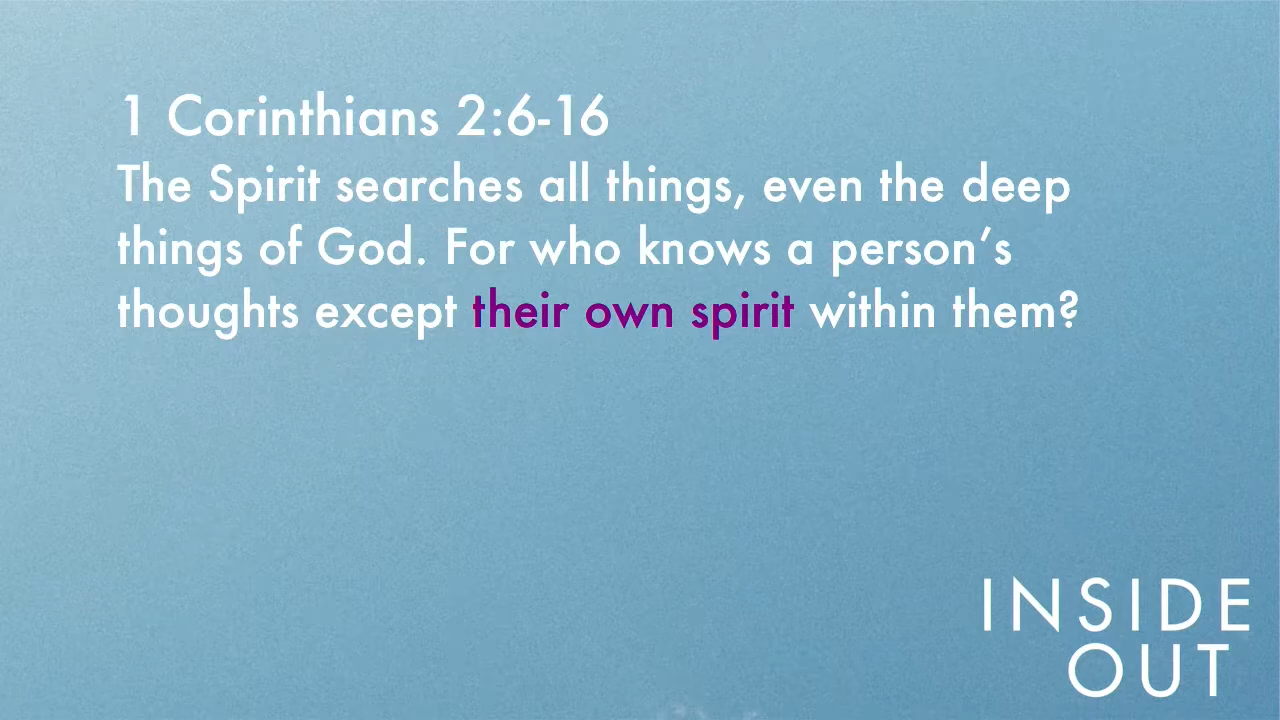 1 Corinthians 2:6-16
The Spirit searches all things, even the deep
things of God. For who knows a person’s
thoughts except their own spirit within them?
INSIDE
OUT